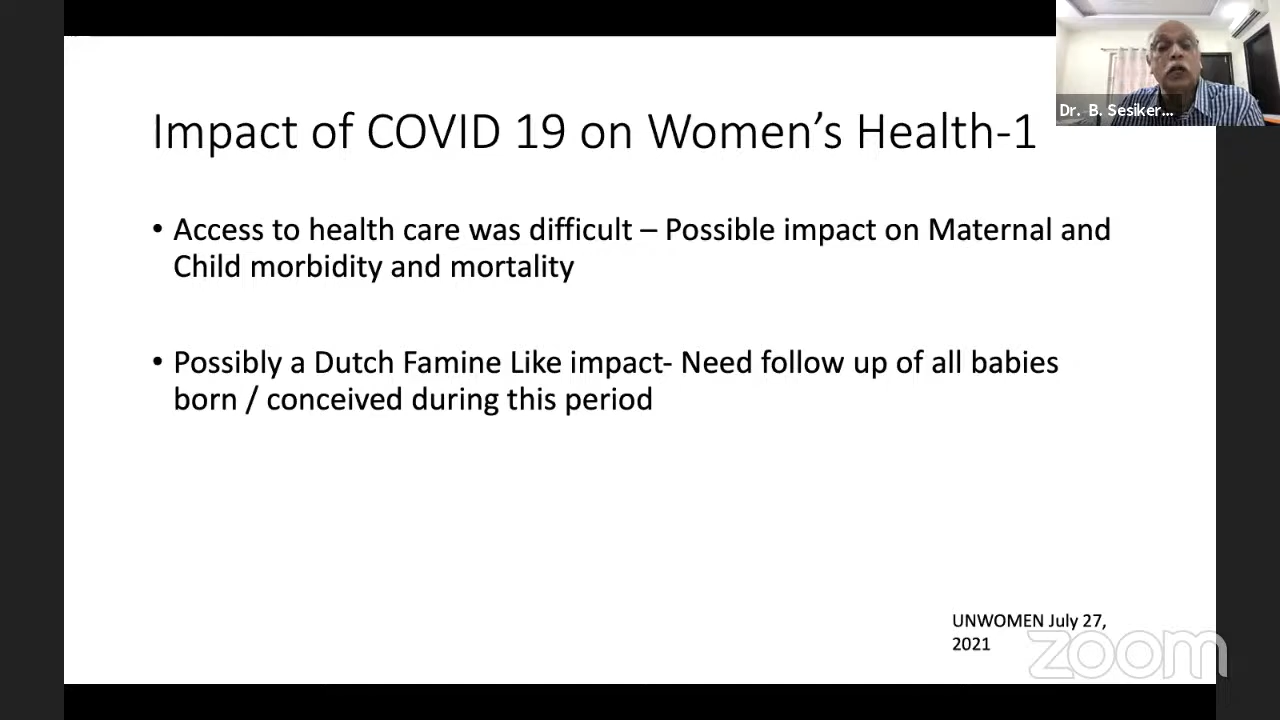 Dr. B. Sesiker...
Impact of COVID 19 on Women’s Health-1
• Access to health care was difficult – Possible impact on Maternal and
Child morbidity and mortality
• Possibly a Dutch Famine Like impact- Need follow up of all babies
born / conceived during this period
UNWOMEN July 27,
2021
zoom